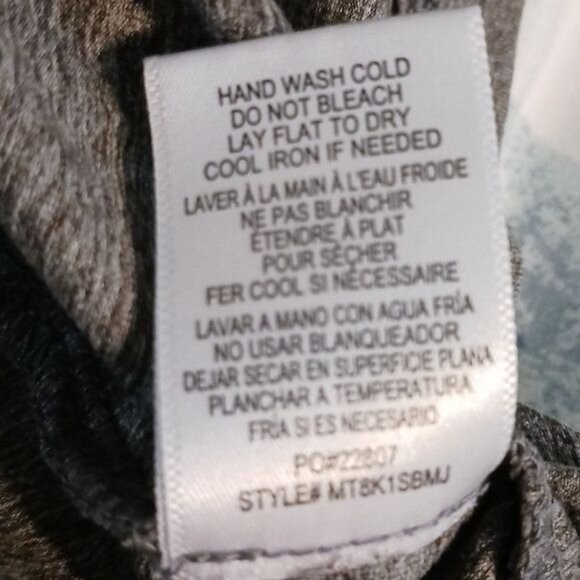 HAND WASH COLD
DO NOT BLEACH
LAY FLAT TO DRY
COOL IRON IF NEEDED
LAVER À LA MAIN À L'EAU FROIDE
NE PAS BLANCHIR
ÉTENDRE À PLAT
POUR SÉCHER
FER COOL SI NÉCESSAIRE
LAVAR A MANO CON AGUA FRÍA
NO USAR BLANQUEADOR
DEJAR SECAR EN SUPERFICIE PLANA
PLANCHAR A TEMPERATURA
FRÍA SI ES NECESARIO
PO#22807
STYLE# MT8K1SBMJ